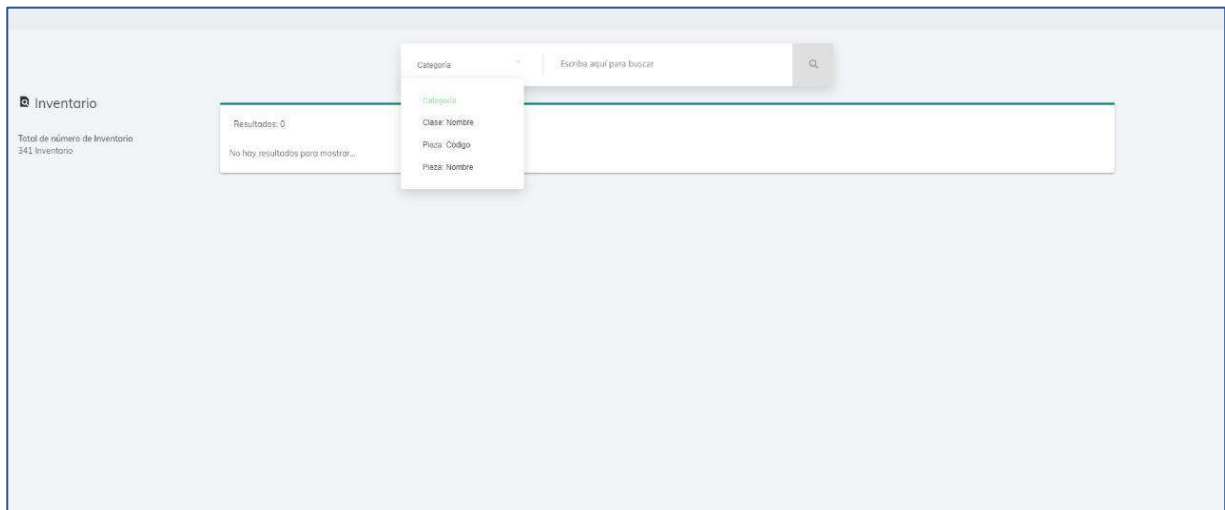 Categoría
Escriba aquí para buscar
Inventario
Total de número de Inventario
341 Inventario
Resultados: 0
No hay resultados para mostrar...
Categoría
Clase: Nombre
Pieza: Código
Pieza: Nombre